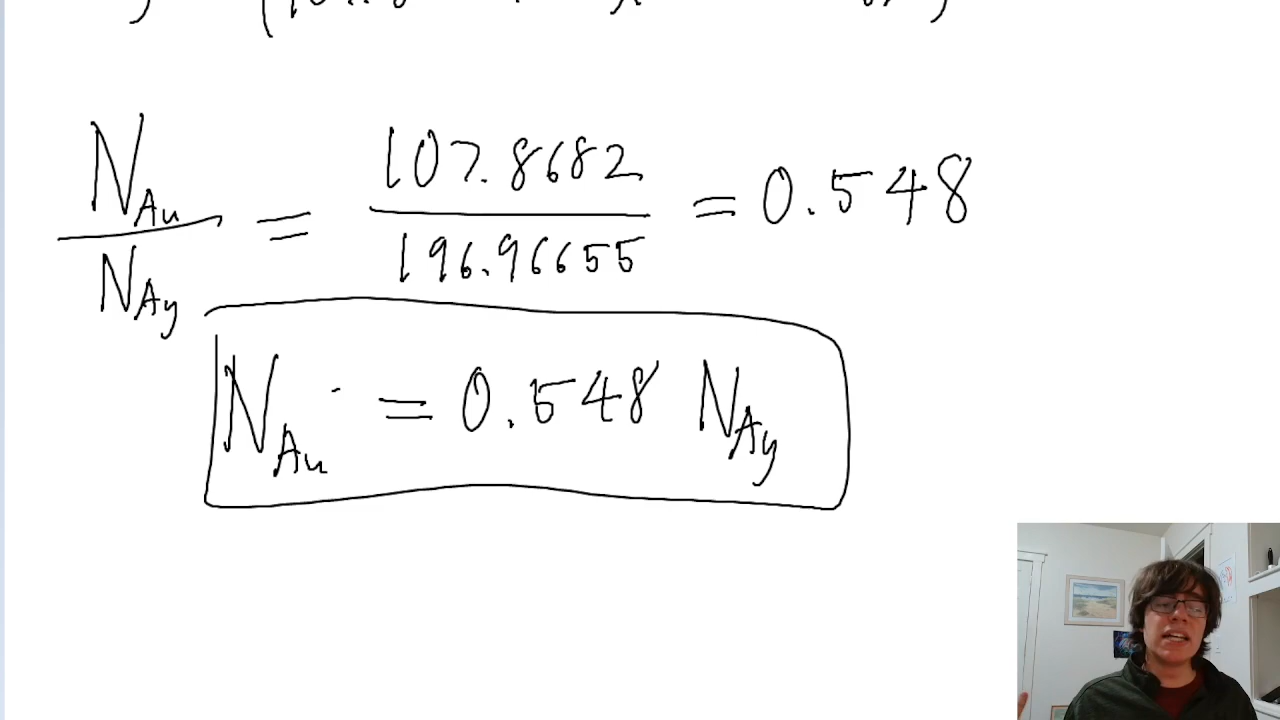 N_Au / N_Ag = 107.8682 / 196.96655 = 0.548
N_Au = 0.548 N_Ag